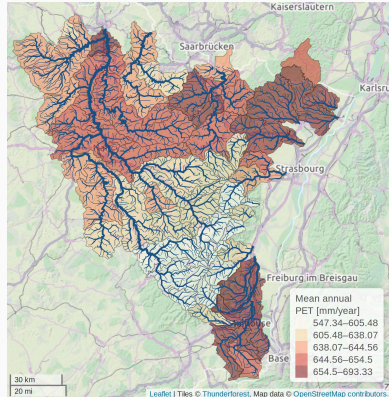 Kaiserslautern
Saarbrücken
Karlsru
Strasbourg
Freiburg im Breisgau
Mean annual
PET [mm/year]
547.34–605.48
605.48–638.07
638.07–644.56
644.56–654.5
654.5–693.33
Base
30 km
20 mi
Leaflet | Tiles © Thunderforest, Map data © OpenStreetMap contributors